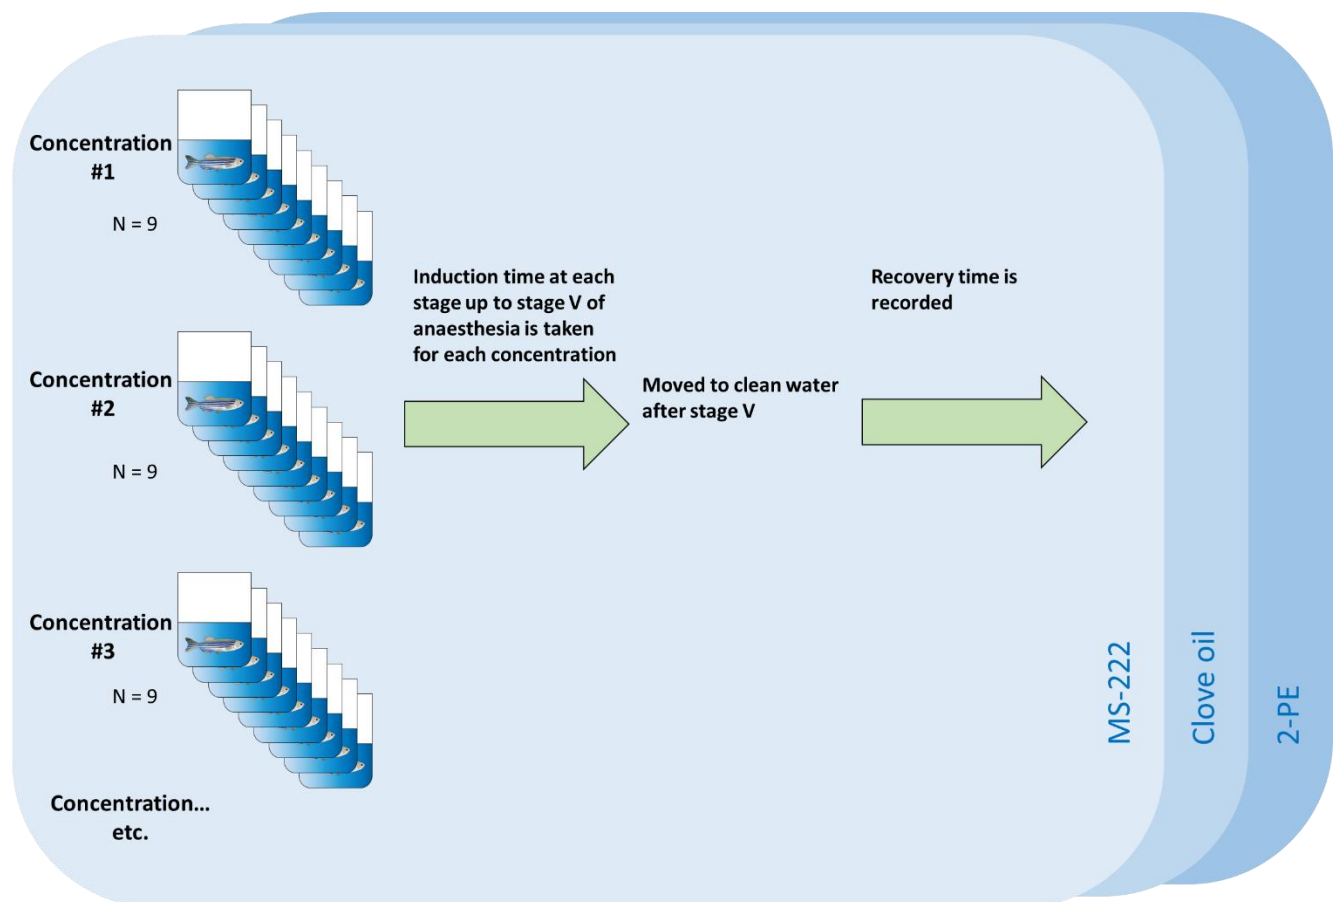 Concentration
#1
N = 9
Concentration
#2
N = 9
Concentration
#3
N = 9
Concentration...
etc.
Induction time at each
stage up to stage V of
anaesthesia is taken
for each concentration
Moved to clean water
after stage V
Recovery time is
recorded
MS-222
Clove oil
2-PE